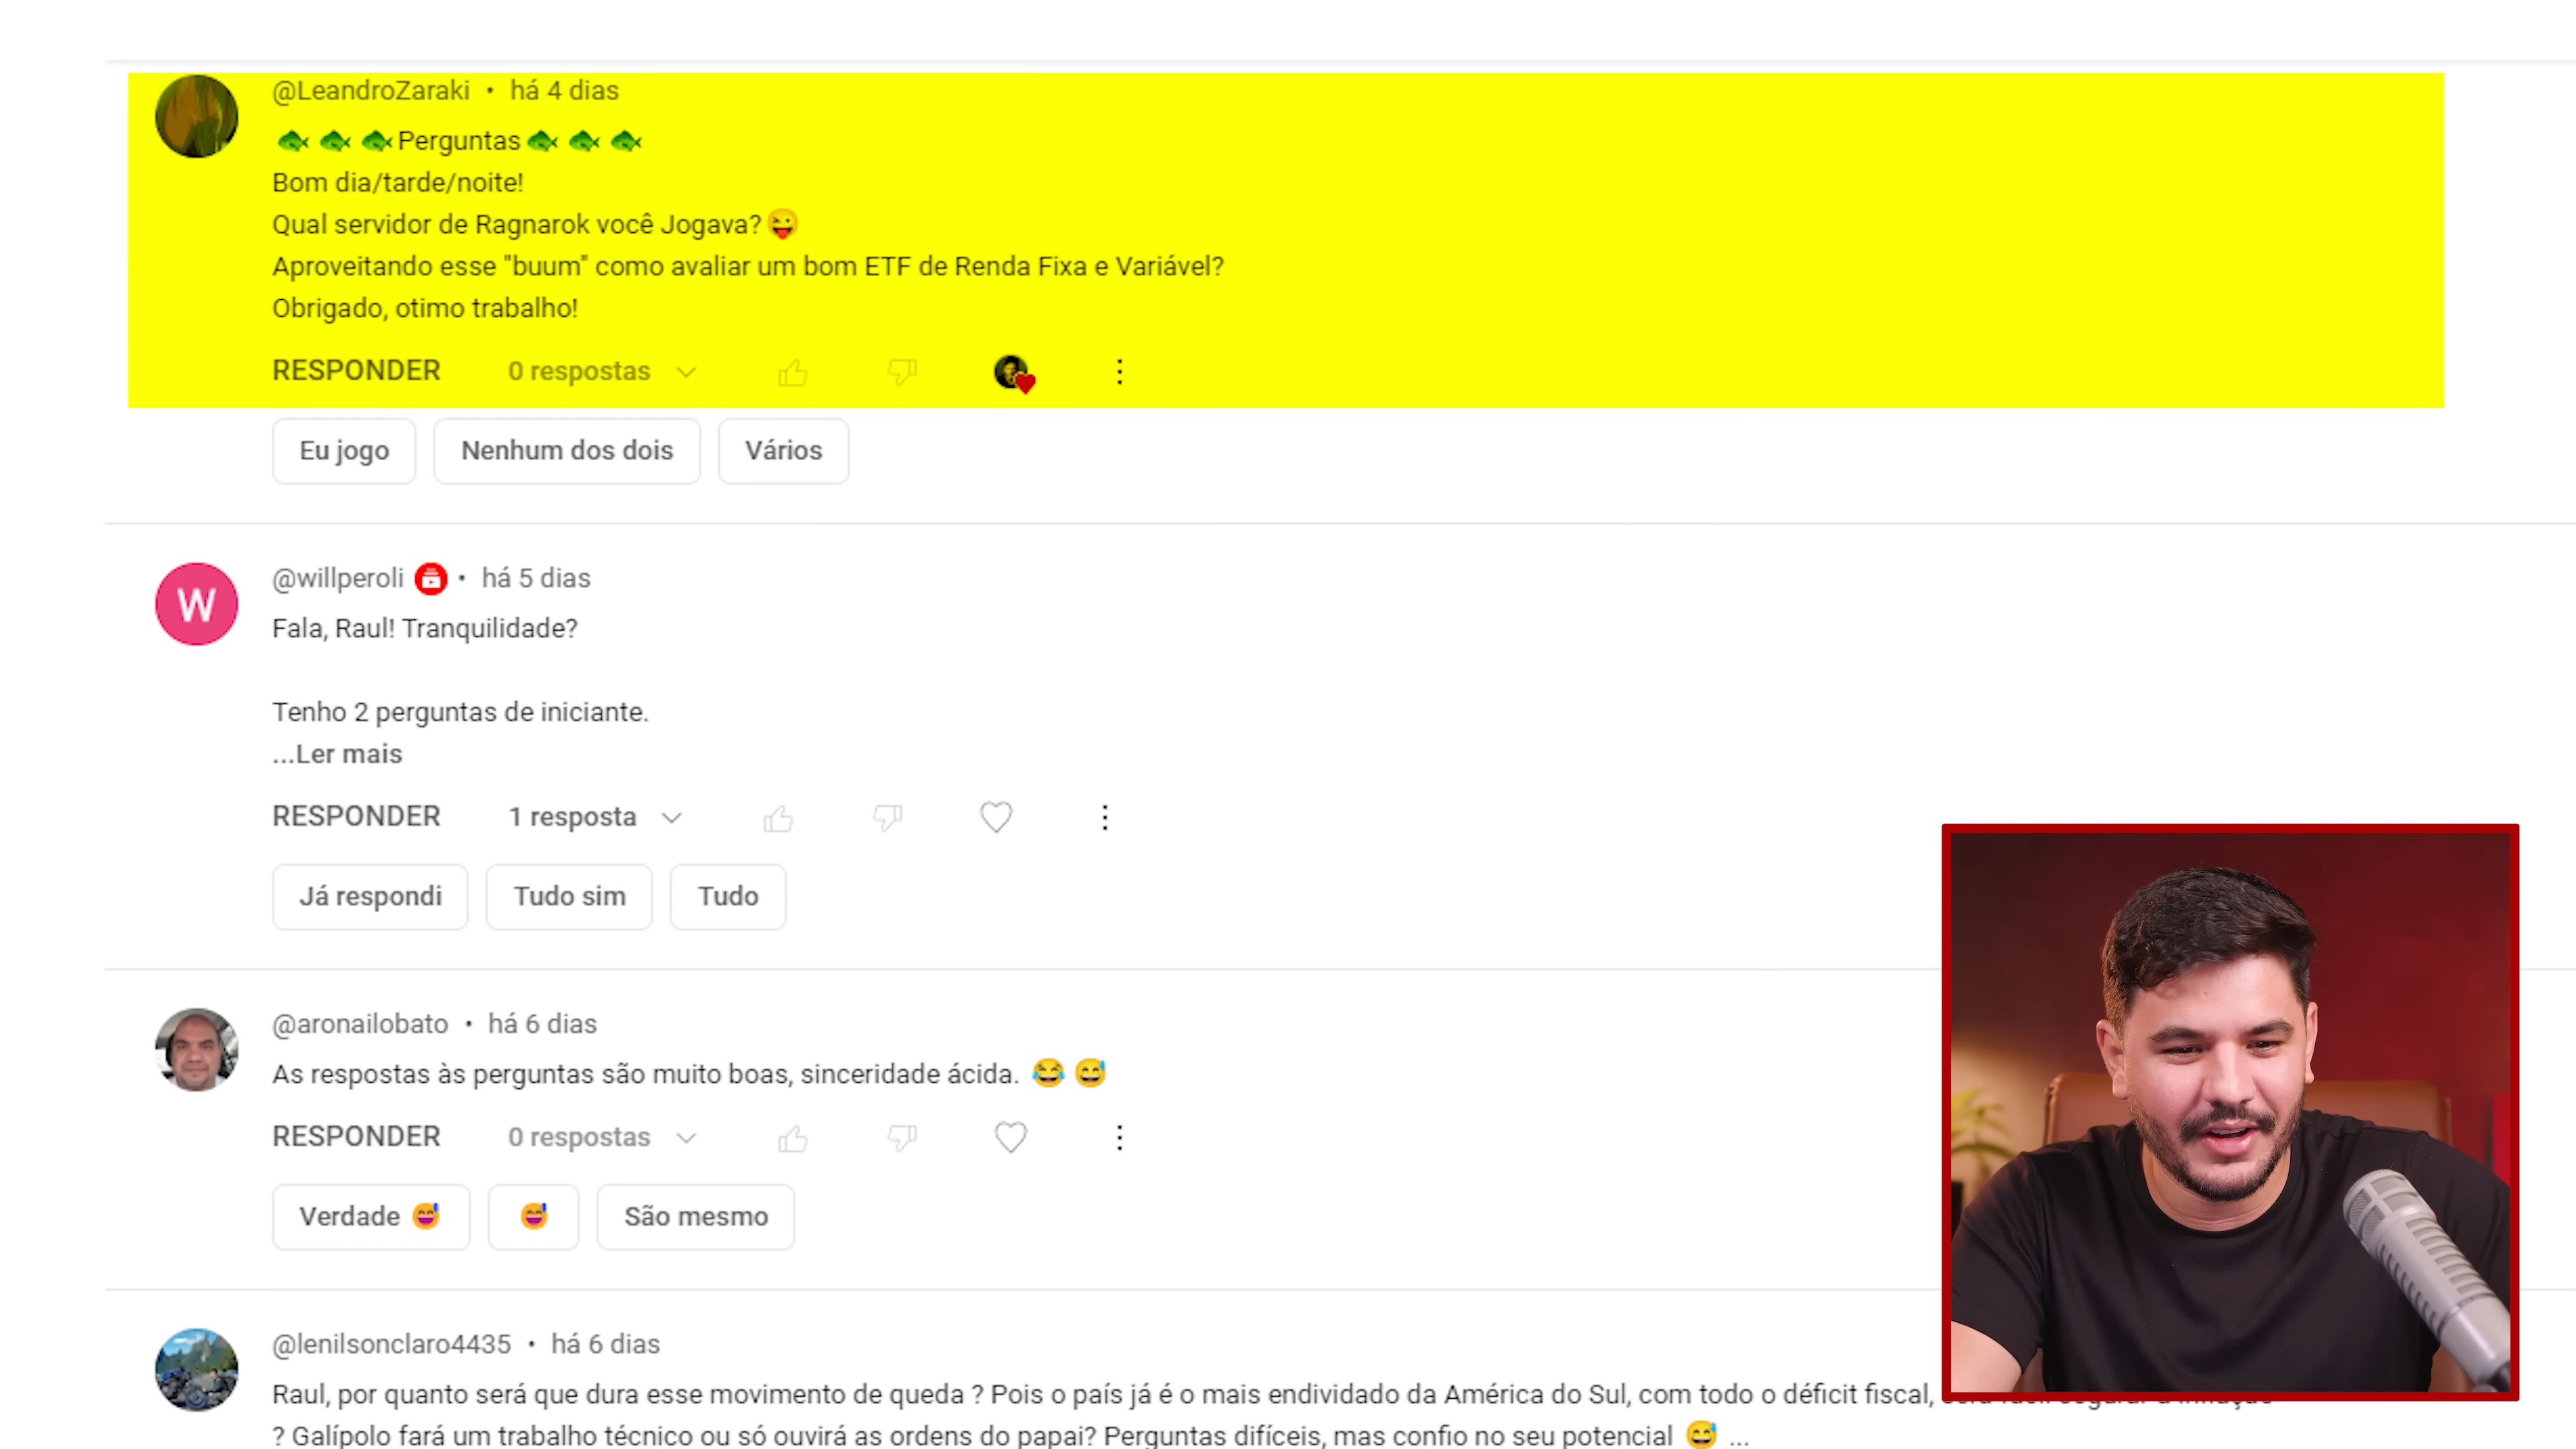 @LeandroZaraki • há 4 dias
🐟🐟🐟Perguntas🐟🐟🐟
Bom dia/tarde/noite!
Qual servidor de Ragnarok você Jogava?😜
Aproveitando esse "buum" como avaliar um bom ETF de Renda Fixa e Variável?
Obrigado, otimo trabalho!
RESPONDER 0 respostas
Eu jogo Nenhum dos dois Vários
W
@willperoli • há 5 dias
Fala, Raul! Tranquilidade?
Tenho 2 perguntas de iniciante.
...Ler mais
RESPONDER 1 resposta
Já respondi Tudo sim Tudo
@aronailobato • há 6 dias
As respostas às perguntas são muito boas, sinceridade ácida. 😂 😅
RESPONDER 0 respostas
Verdade 😅 😅 São mesmo
@lenilsonclaro4435 • há 6 dias
Raul, por quanto será que dura esse movimento de queda ? Pois o país já é o mais endividado da América do Sul, com todo o déficit fiscal,
? Galípolo fará um trabalho técnico ou só ouvirá as ordens do papai? Perguntas difíceis, mas confio no seu potencial 😅 ...